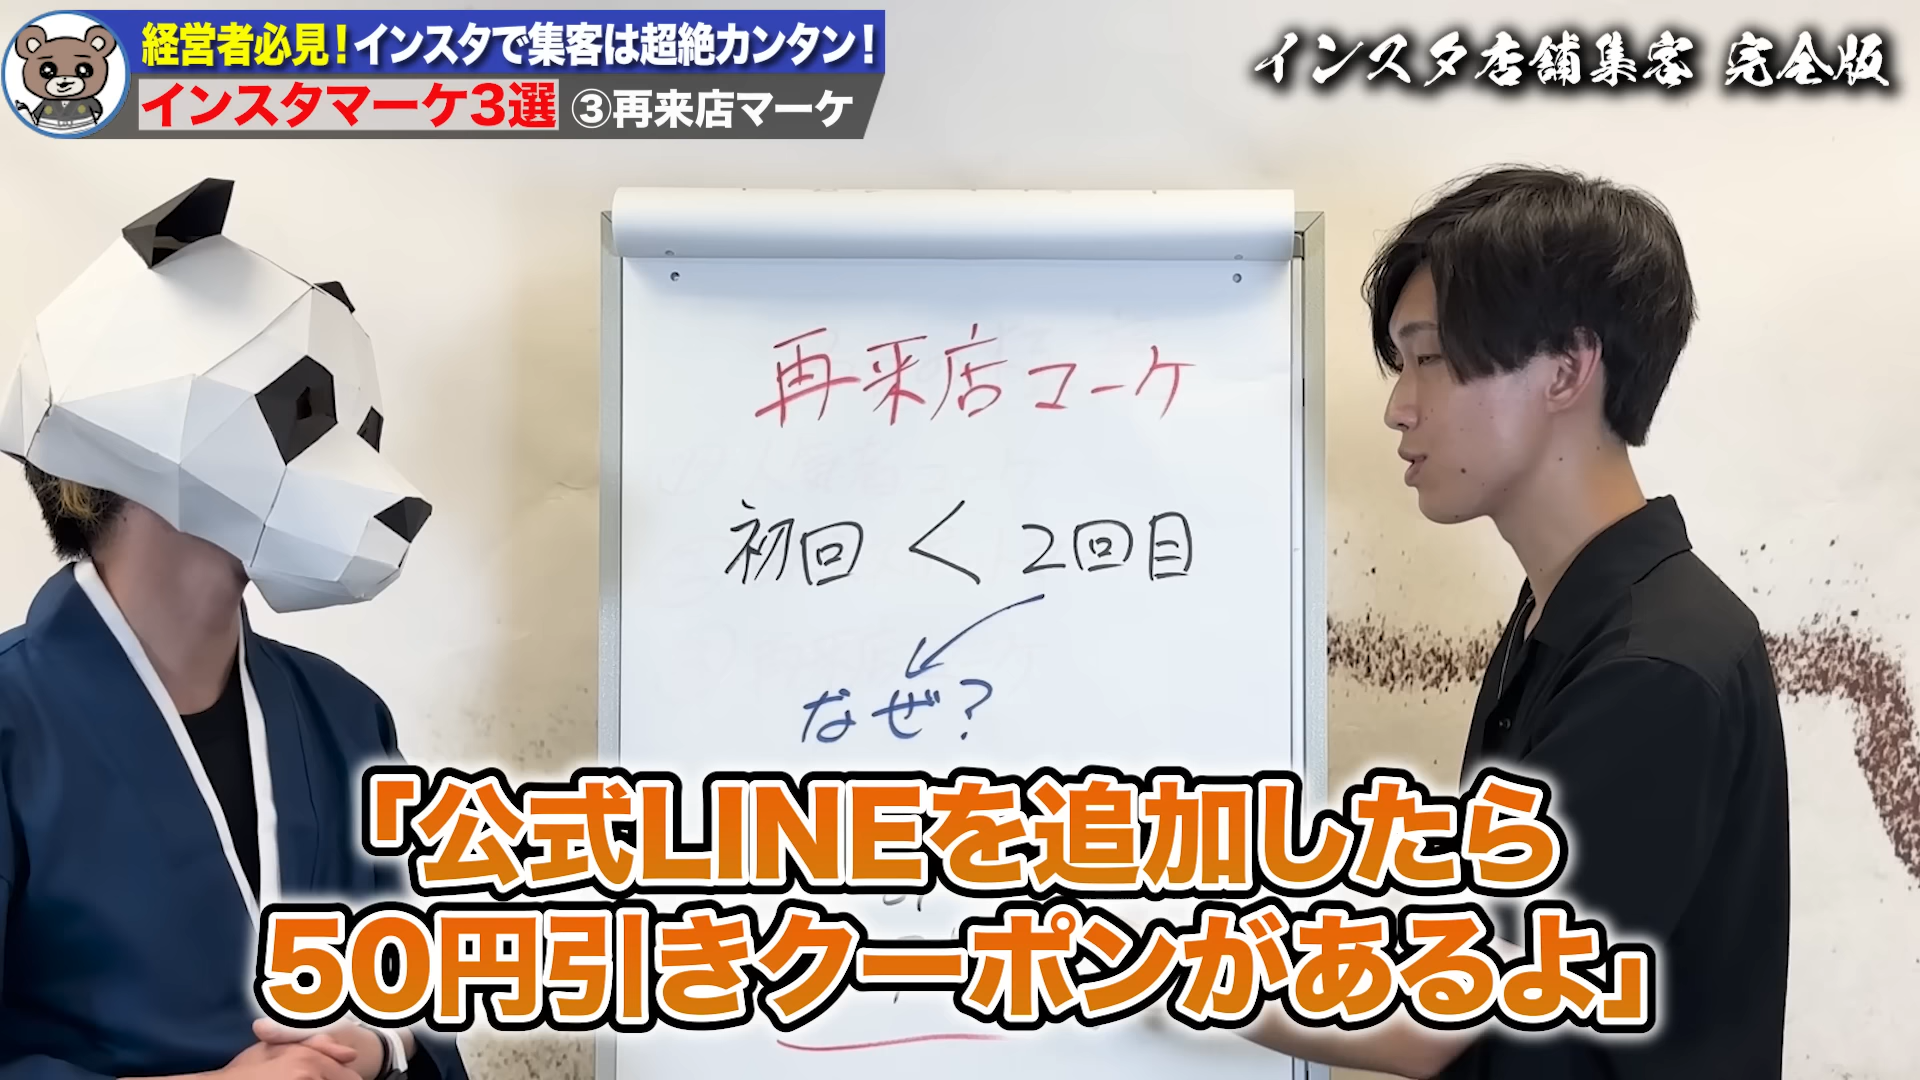 経営者必見！インスタで集客は超絶カンタン！
インスタマーケ3選 ③再来店マーケ
インスタ店舗集客 完全版
再来店マーケ
初回 < 2回目
なぜ？
「公式LINEを追加したら
50円引きクーポンがあるよ」